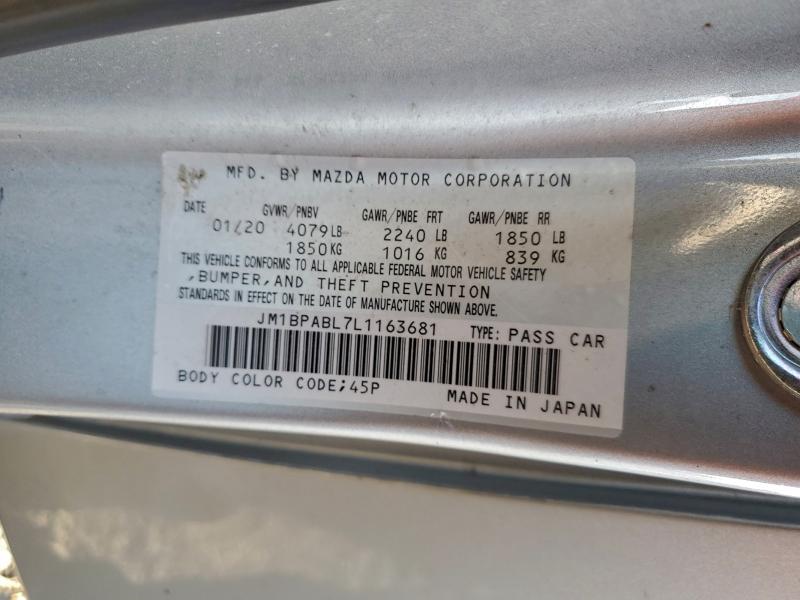 MFD. BY MAZDA MOTOR CORPORATION
DATE GVWR/PNBV GAWR/PNBE FRT GAWR/PNBE RR
01/20 4079LB 2240 LB 1850 LB
1850KG 1016 KG 839 KG
THIS VEHICLE CONFORMS TO ALL APPLICABLE FEDERAL MOTOR VEHICLE SAFETY
,BUMPER,AND THEFT PREVENTION
STANDARDS IN EFFECT ON THE DATE OF MANUFACTURE SHOWN ABOVE.
JM1BPABL7L1163681 TYPE: PASS CAR
BODY COLOR CODE;45P MADE IN JAPAN